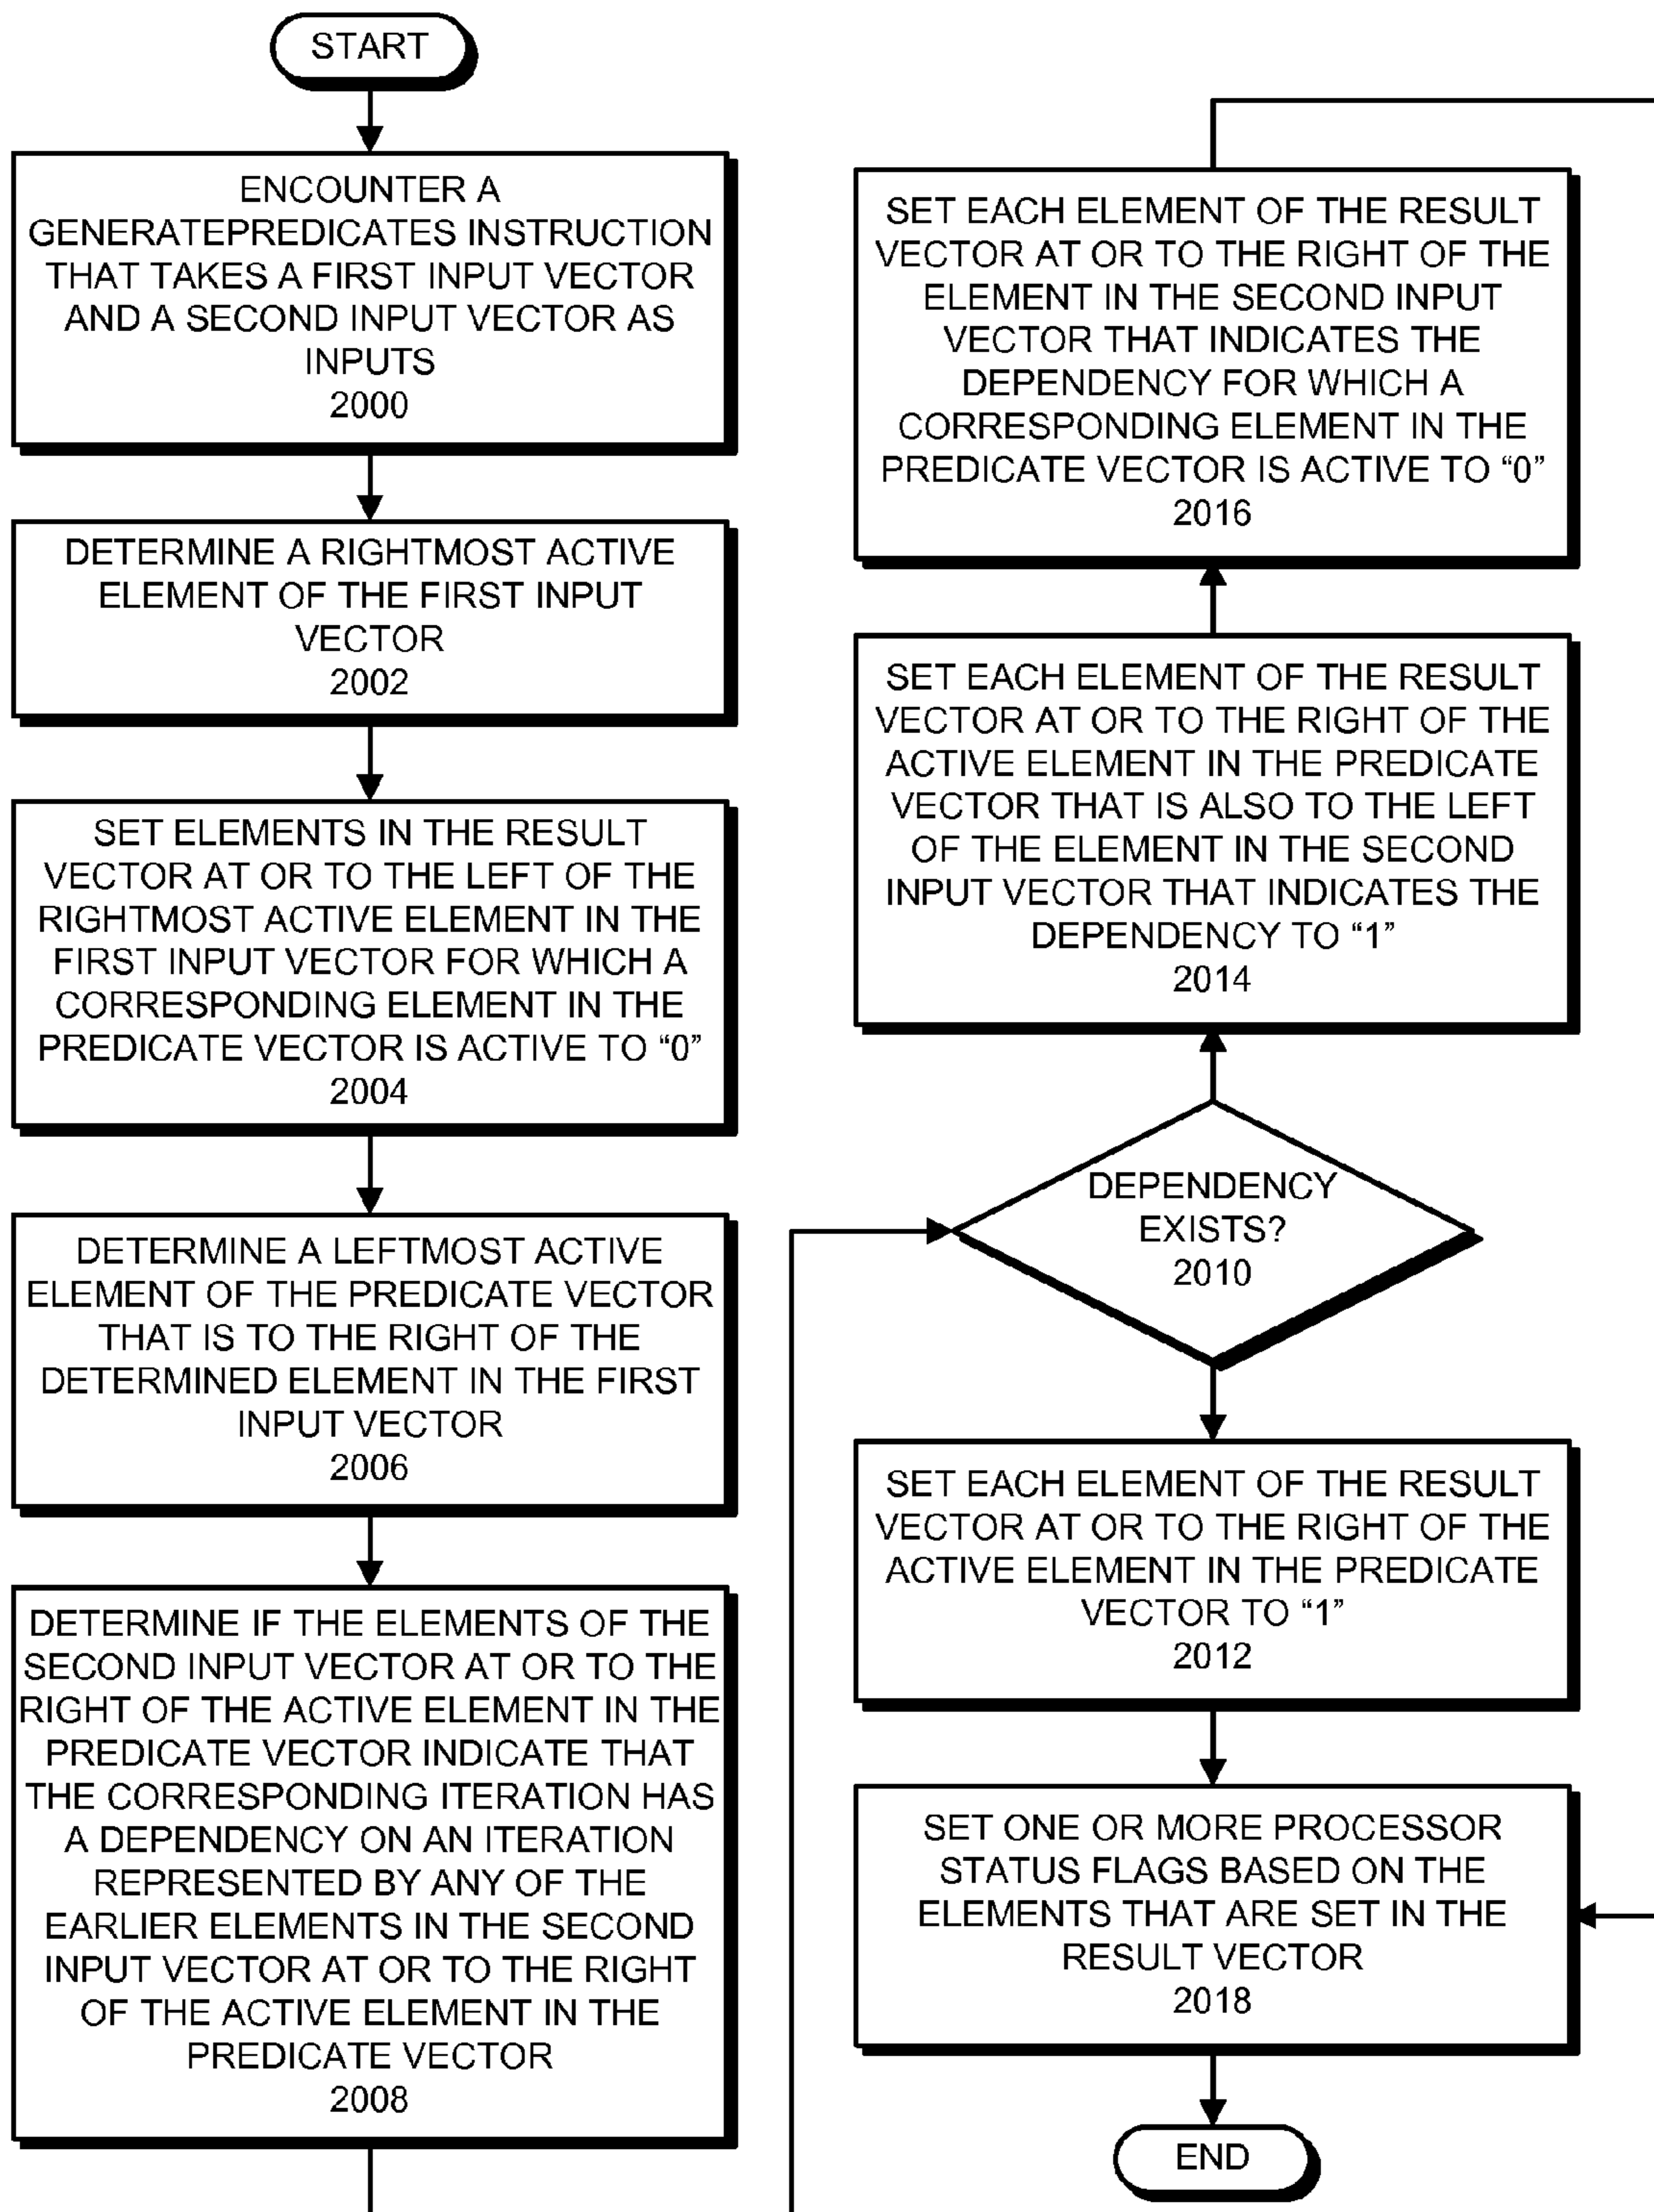 START
ENCOUNTER A
GENERATEPREDICATES INSTRUCTION
THAT TAKES A FIRST INPUT VECTOR
AND A SECOND INPUT VECTOR AS
INPUTS
2000
DETERMINE A RIGHTMOST ACTIVE
ELEMENT OF THE FIRST INPUT
VECTOR
2002
SET ELEMENTS IN THE RESULT
VECTOR AT OR TO THE LEFT OF THE
RIGHTMOST ACTIVE ELEMENT IN THE
FIRST INPUT VECTOR FOR WHICH A
CORRESPONDING ELEMENT IN THE
PREDICATE VECTOR IS ACTIVE TO “0”
2004
DETERMINE A LEFTMOST ACTIVE
ELEMENT OF THE PREDICATE VECTOR
THAT IS TO THE RIGHT OF THE
DETERMINED ELEMENT IN THE FIRST
INPUT VECTOR
2006
DETERMINE IF THE ELEMENTS OF THE
SECOND INPUT VECTOR AT OR TO THE
RIGHT OF THE ACTIVE ELEMENT IN THE
PREDICATE VECTOR INDICATE THAT
THE CORRESPONDING ITERATION HAS
A DEPENDENCY ON AN ITERATION
REPRESENTED BY ANY OF THE
EARLIER ELEMENTS IN THE SECOND
INPUT VECTOR AT OR TO THE RIGHT
OF THE ACTIVE ELEMENT IN THE
PREDICATE VECTOR
2008
SET EACH ELEMENT OF THE RESULT
VECTOR AT OR TO THE RIGHT OF THE
ELEMENT IN THE SECOND INPUT
VECTOR THAT INDICATES THE
DEPENDENCY FOR WHICH A
CORRESPONDING ELEMENT IN THE
PREDICATE VECTOR IS ACTIVE TO “0”
2016
SET EACH ELEMENT OF THE RESULT
VECTOR AT OR TO THE RIGHT OF THE
ACTIVE ELEMENT IN THE PREDICATE
VECTOR THAT IS ALSO TO THE LEFT
OF THE ELEMENT IN THE SECOND
INPUT VECTOR THAT INDICATES THE
DEPENDENCY TO “1”
2014
DEPENDENCY
EXISTS?
2010
SET EACH ELEMENT OF THE RESULT
VECTOR AT OR TO THE RIGHT OF THE
ACTIVE ELEMENT IN THE PREDICATE
VECTOR TO “1”
2012
SET ONE OR MORE PROCESSOR
STATUS FLAGS BASED ON THE
ELEMENTS THAT ARE SET IN THE
RESULT VECTOR
2018
END